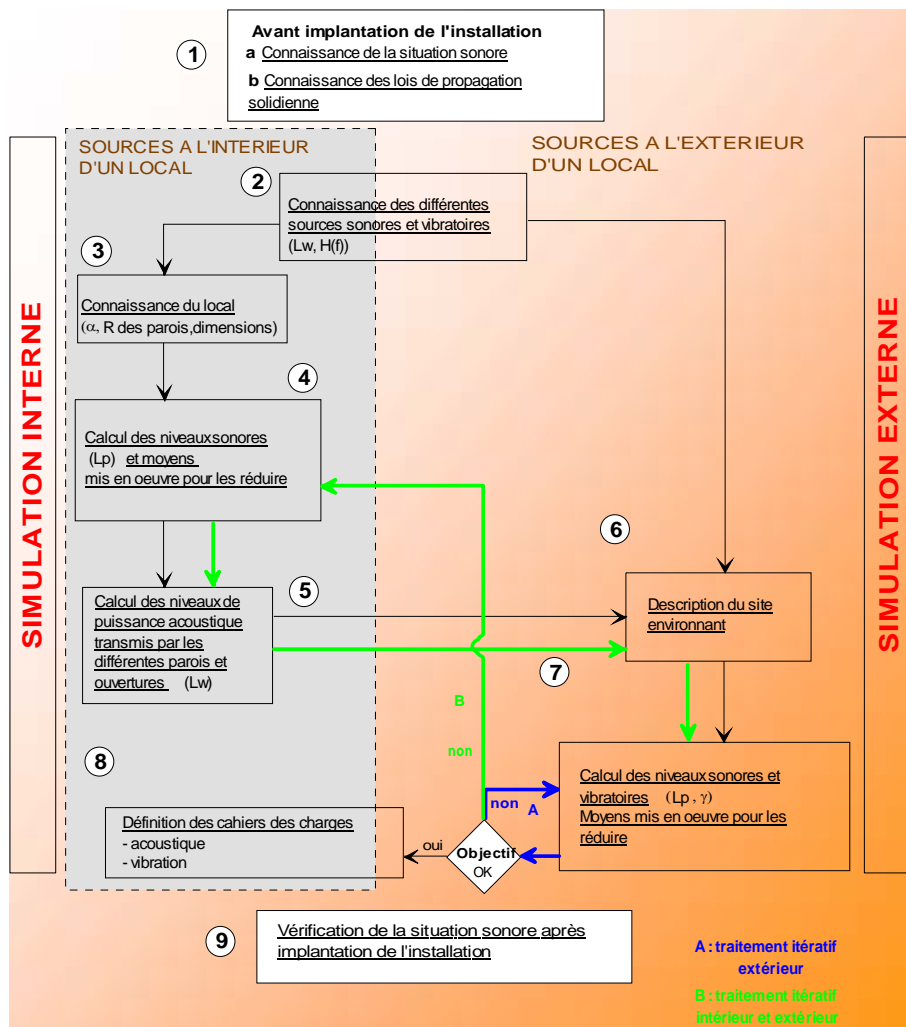 Avant implantation de l'installation
1
a Connaissance de la situation sonore
b Connaissance des lois de propagation
solidienne
SIMULATION INTERNE
SOURCES A L'INTERIEUR
D'UN LOCAL
SOURCES A L'EXTERIEUR
D'UN LOCAL
SIMULATION EXTERNE
2
Connaissance des différentes
sources sonores et vibratoires
(Lw, H(f))
3
Connaissance du local
(α, R des parois,dimensions)
4
Calcul des niveaux sonores
(Lp) et moyens
mis en oeuvre pour les réduire
5
Calcul des niveaux de
puissance acoustique
transmis par les
différentes parois et
ouvertures (Lw)
6
Description du site
environnant
7
B
non
8
Calcul des niveaux sonores et
vibratoires (Lp , γ)
Moyens mis en oeuvre pour les
réduire
non A
Définition des cahiers des charges
- acoustique
- vibration
oui
Objectif
OK
9
Vérification de la situation sonore après
implantation de l'installation
A : traitement itératif
extérieur
B : traitement itératif
intérieur et extérieur